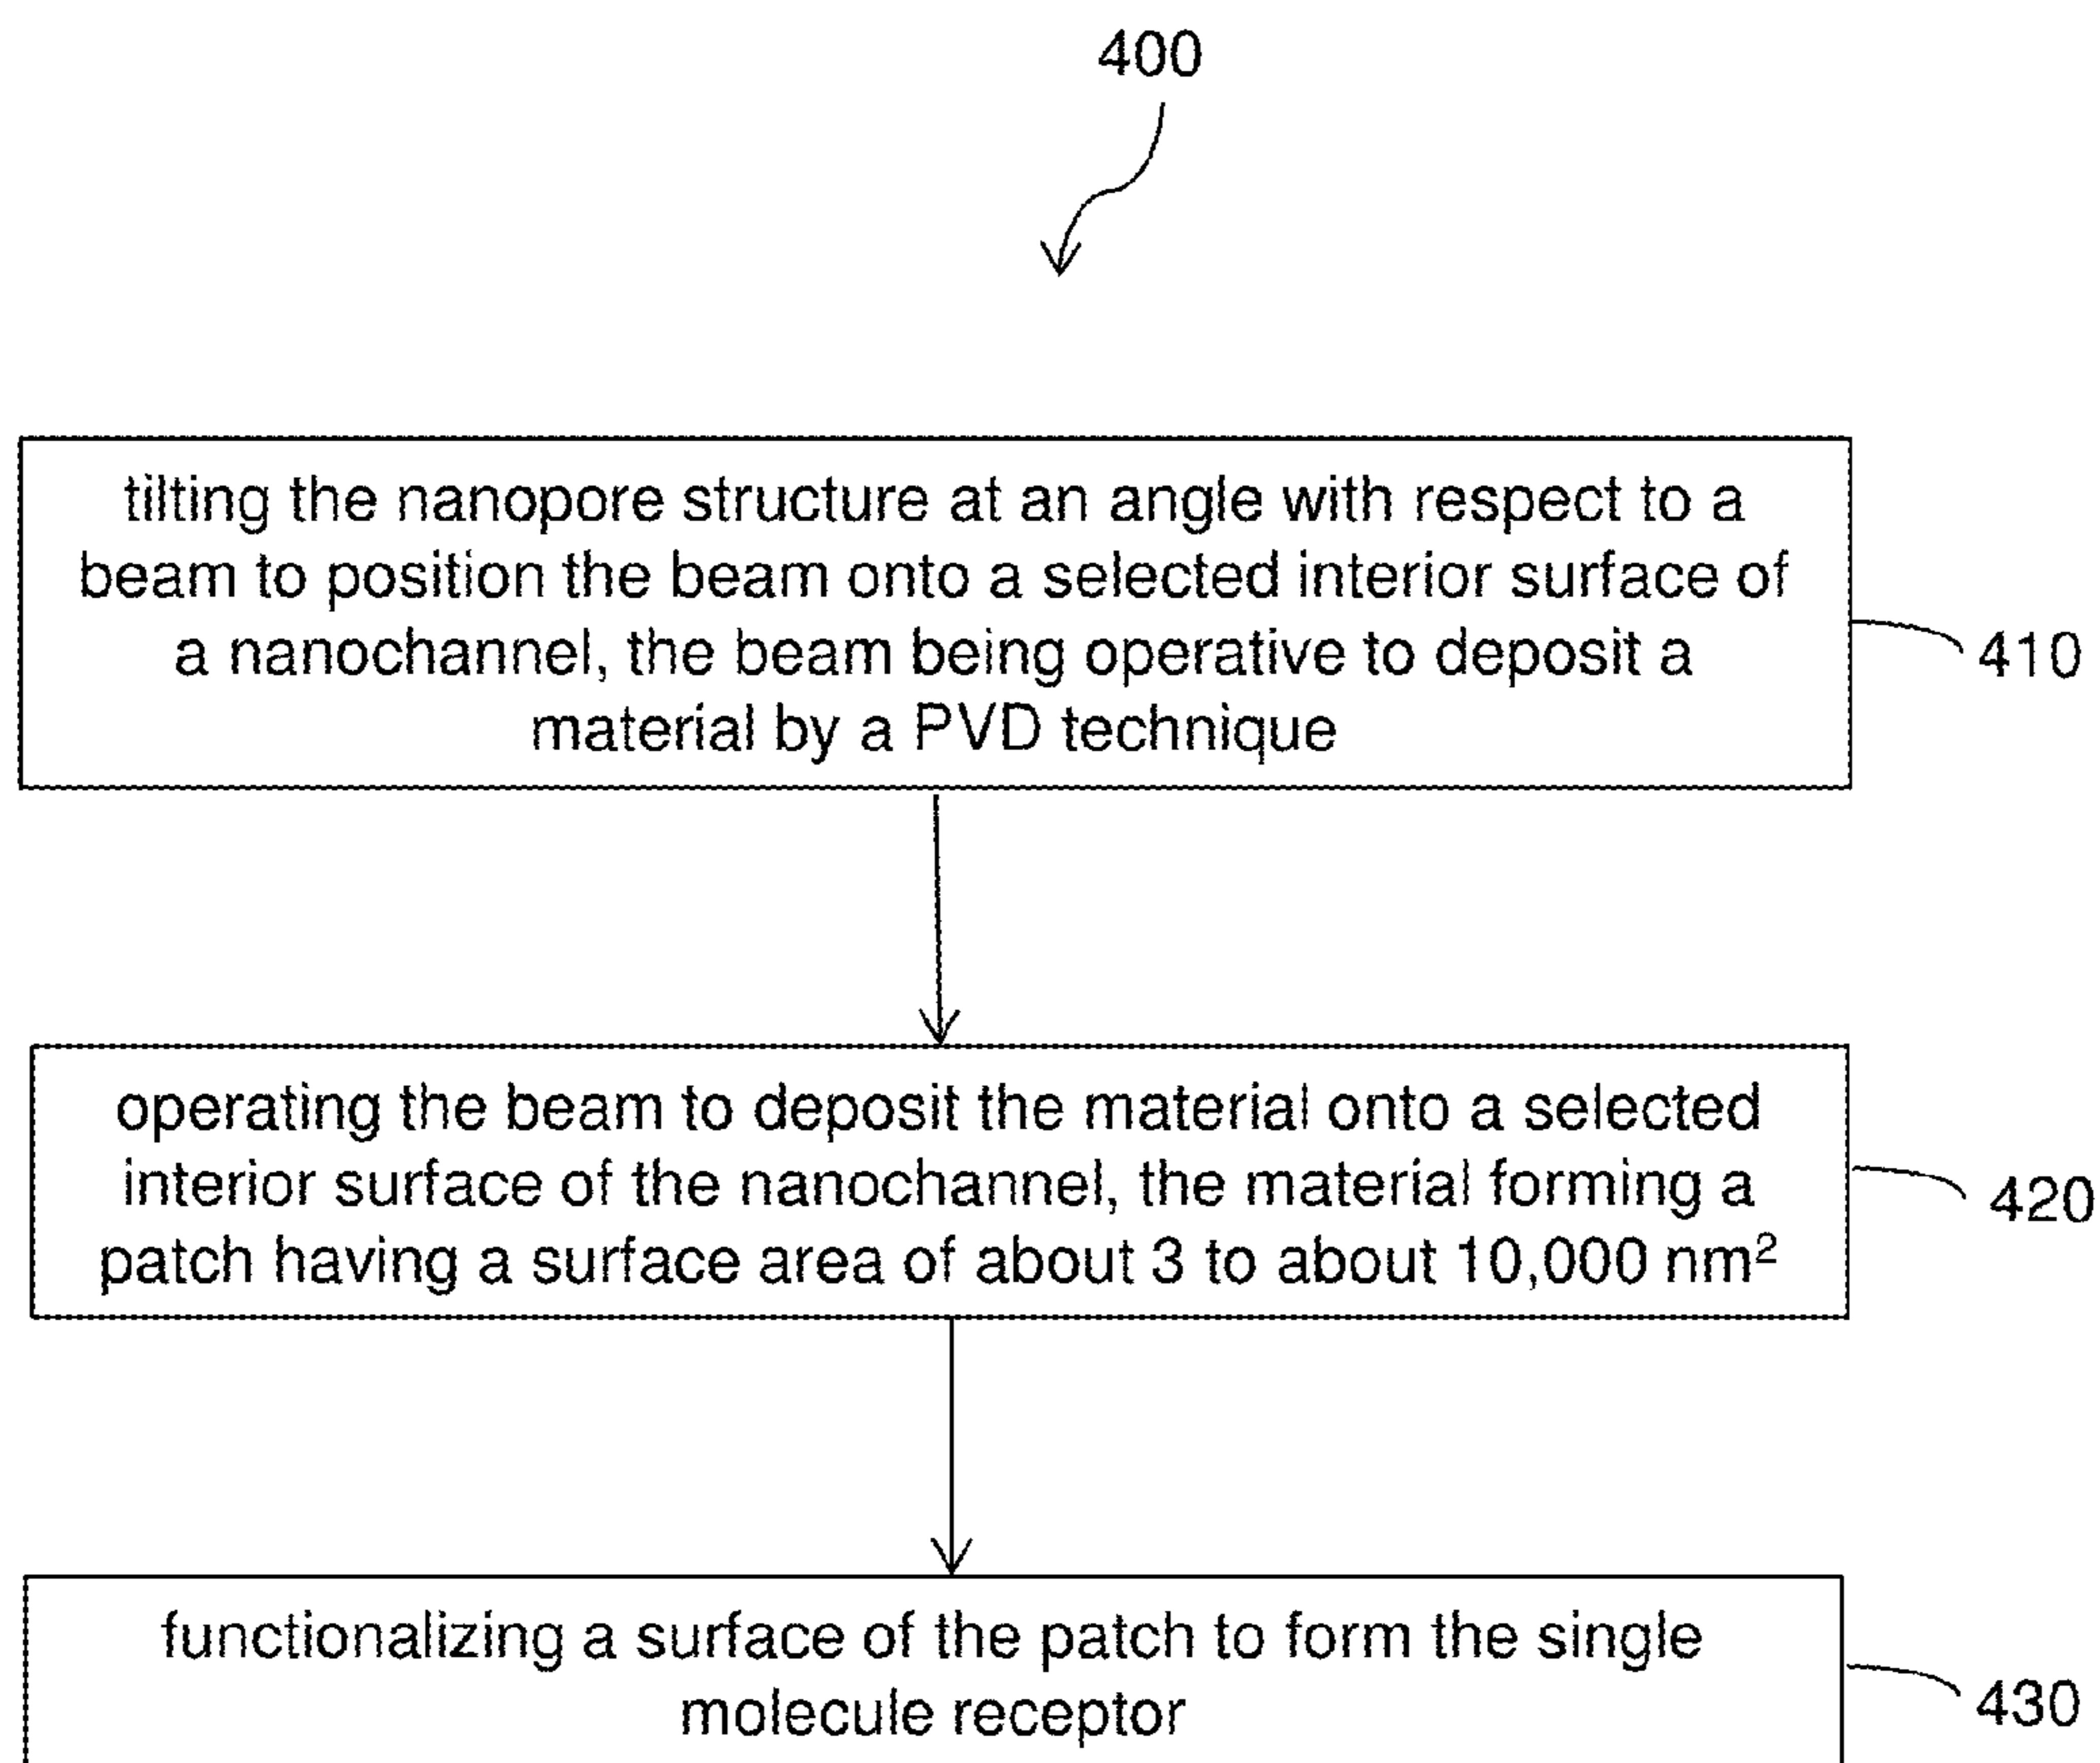 400
tilting the nanopore structure at an angle with respect to a
beam to position the beam onto a selected interior surface of
a nanochannel, the beam being operative to deposit a
material by a PVD technique
410
operating the beam to deposit the material onto a selected
interior surface of the nanochannel, the material forming a
patch having a surface area of about 3 to about 10,000 nm²
420
functionalizing a surface of the patch to form the single
molecule receptor
430